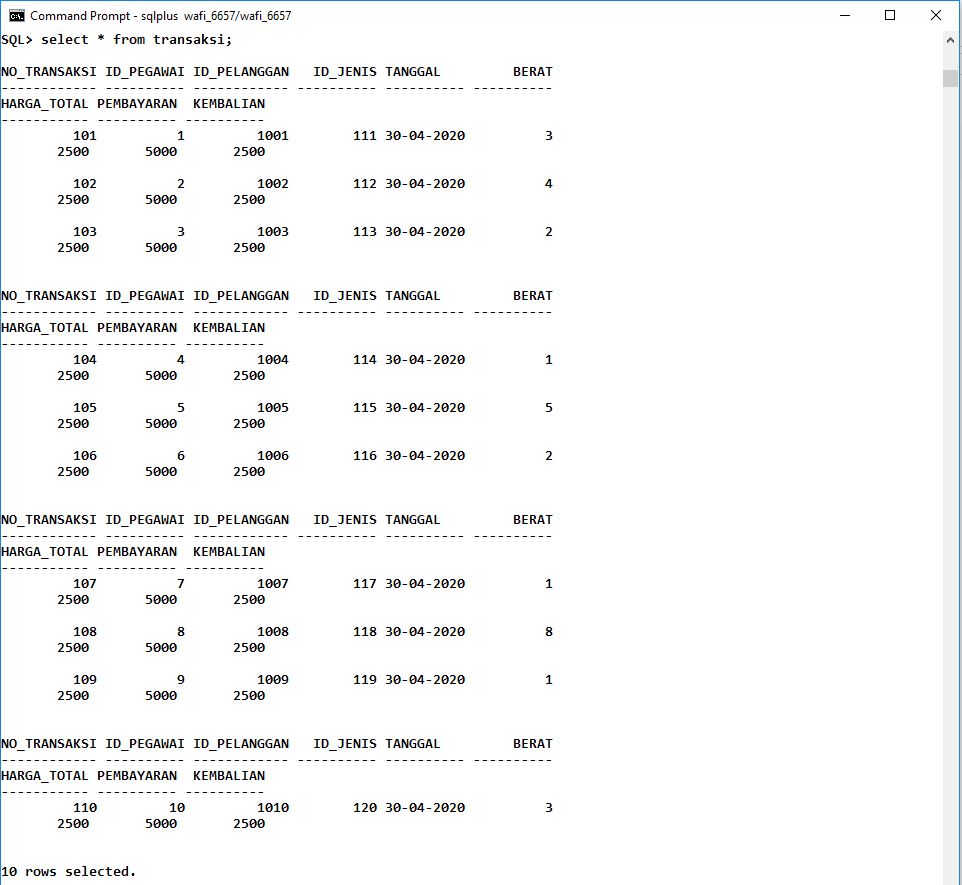 Command Prompt - sqlplus  wafi_6657/wafi_6657
SQL> select * from transaksi;
NO_TRANSAKSI ID_PEGAWAI ID_PELANGGAN   ID_JENIS TANGGAL         BERAT
------------ ---------- ------------ ---------- ---------- ----------
HARGA_TOTAL PEMBAYARAN  KEMBALIAN
----------- ---------- ----------
         101          1         1001        111 30-04-2020          3
       2500       5000       2500
         102          2         1002        112 30-04-2020          4
       2500       5000       2500
         103          3         1003        113 30-04-2020          2
       2500       5000       2500
NO_TRANSAKSI ID_PEGAWAI ID_PELANGGAN   ID_JENIS TANGGAL         BERAT
------------ ---------- ------------ ---------- ---------- ----------
HARGA_TOTAL PEMBAYARAN  KEMBALIAN
----------- ---------- ----------
         104          4         1004        114 30-04-2020          1
       2500       5000       2500
         105          5         1005        115 30-04-2020          5
       2500       5000       2500
         106          6         1006        116 30-04-2020          2
       2500       5000       2500
NO_TRANSAKSI ID_PEGAWAI ID_PELANGGAN   ID_JENIS TANGGAL         BERAT
------------ ---------- ------------ ---------- ---------- ----------
HARGA_TOTAL PEMBAYARAN  KEMBALIAN
----------- ---------- ----------
         107          7         1007        117 30-04-2020          1
       2500       5000       2500
         108          8         1008        118 30-04-2020          8
       2500       5000       2500
         109          9         1009        119 30-04-2020          1
       2500       5000       2500
NO_TRANSAKSI ID_PEGAWAI ID_PELANGGAN   ID_JENIS TANGGAL         BERAT
------------ ---------- ------------ ---------- ---------- ----------
HARGA_TOTAL PEMBAYARAN  KEMBALIAN
----------- ---------- ----------
         110         10         1010        120 30-04-2020          3
       2500       5000       2500
10 rows selected.